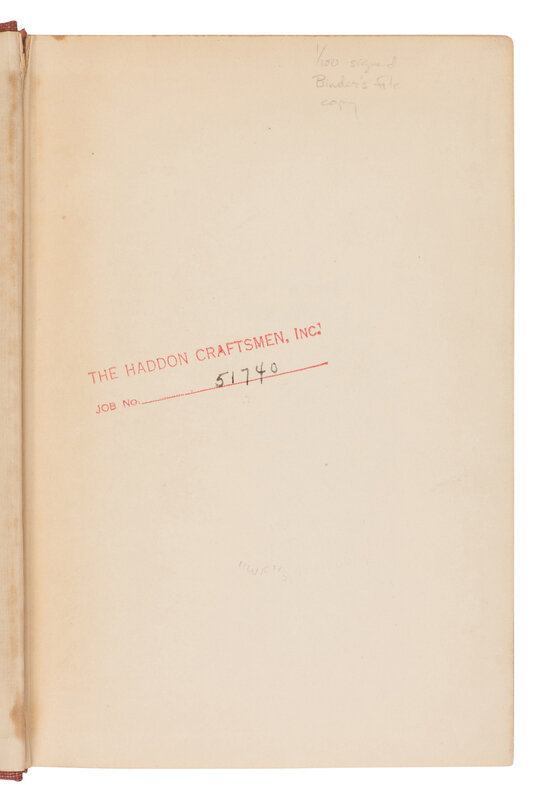 1/100 signed
Binder's file
copy
THE HADDON CRAFTSMEN, INC.
JOB No. 51740